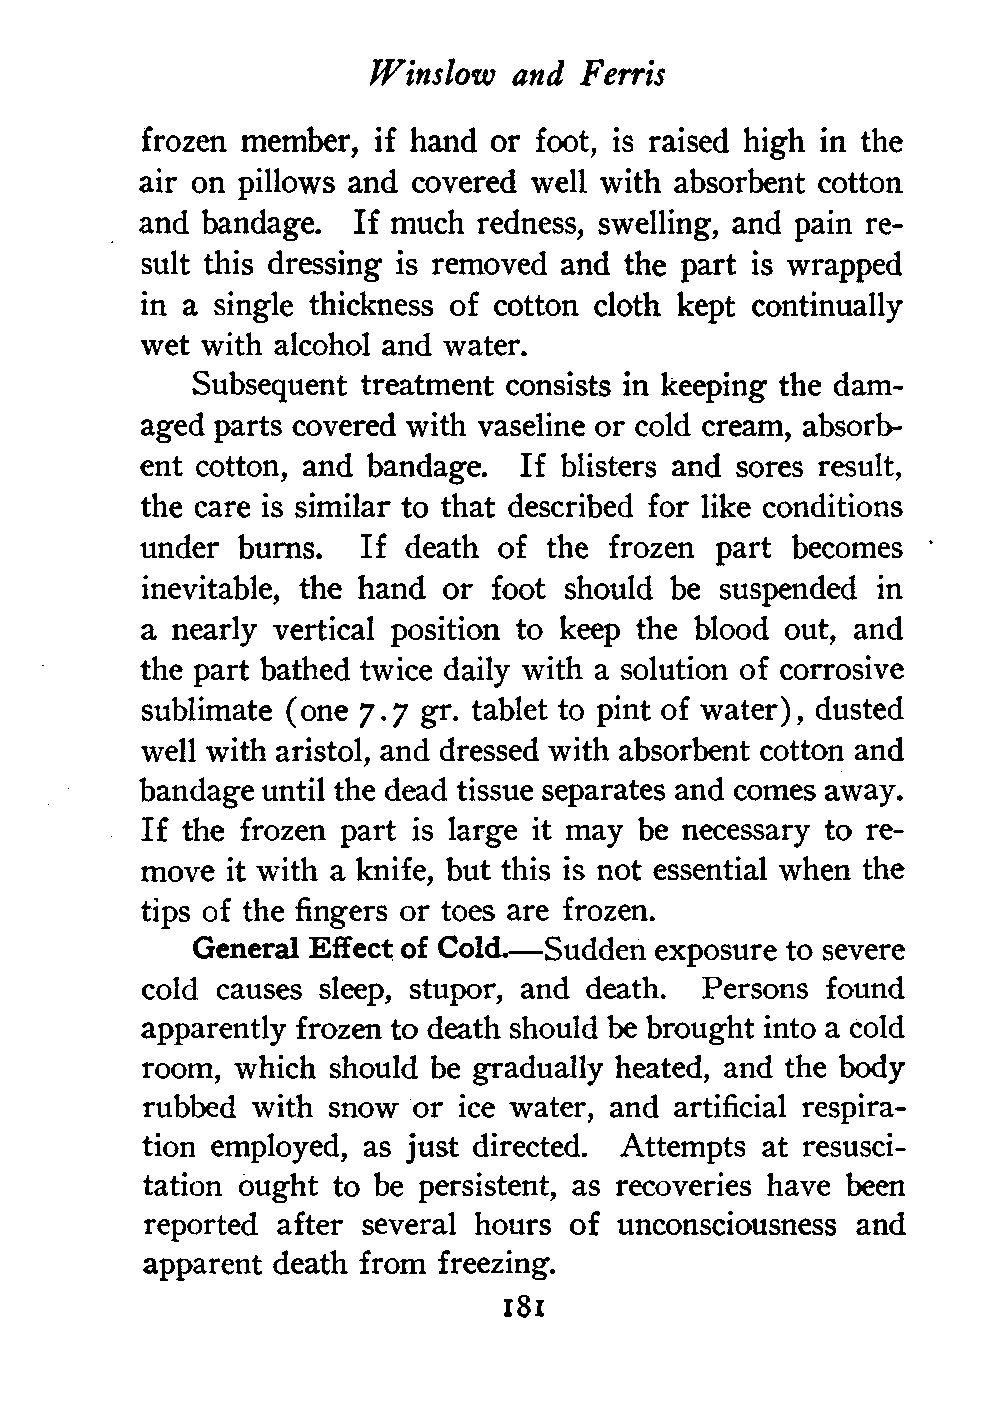 Winslow and Ferris
frozen member, if hand or foot, is raised high in the
air on pillows and covered well with absorbent cotton
and bandage. If much redness, swelling, and pain re-
sult this dressing is removed and the part is wrapped
in a single thickness of cotton cloth kept continually
wet with alcohol and water.
Subsequent treatment consists in keeping the dam-
aged parts covered with vaseline or cold cream, absorb-
ent cotton, and bandage. If blisters and sores result,
the care is similar to that described for like conditions
under burns. If death of the frozen part becomes
inevitable, the hand or foot should be suspended in
a nearly vertical position to keep the blood out, and
the part bathed twice daily with a solution of corrosive
sublimate (one 7.7 gr. tablet to pint of water), dusted
well with aristol, and dressed with absorbent cotton and
bandage until the dead tissue separates and comes away.
If the frozen part is large it may be necessary to re-
move it with a knife, but this is not essential when the
tips of the fingers or toes are frozen.
General Effect of Cold.—Sudden exposure to severe
cold causes sleep, stupor, and death. Persons found
apparently frozen to death should be brought into a cold
room, which should be gradually heated, and the body
rubbed with snow or ice water, and artificial respira-
tion employed, as just directed. Attempts at resusci-
tation ought to be persistent, as recoveries have been
reported after several hours of unconsciousness and
apparent death from freezing.
181